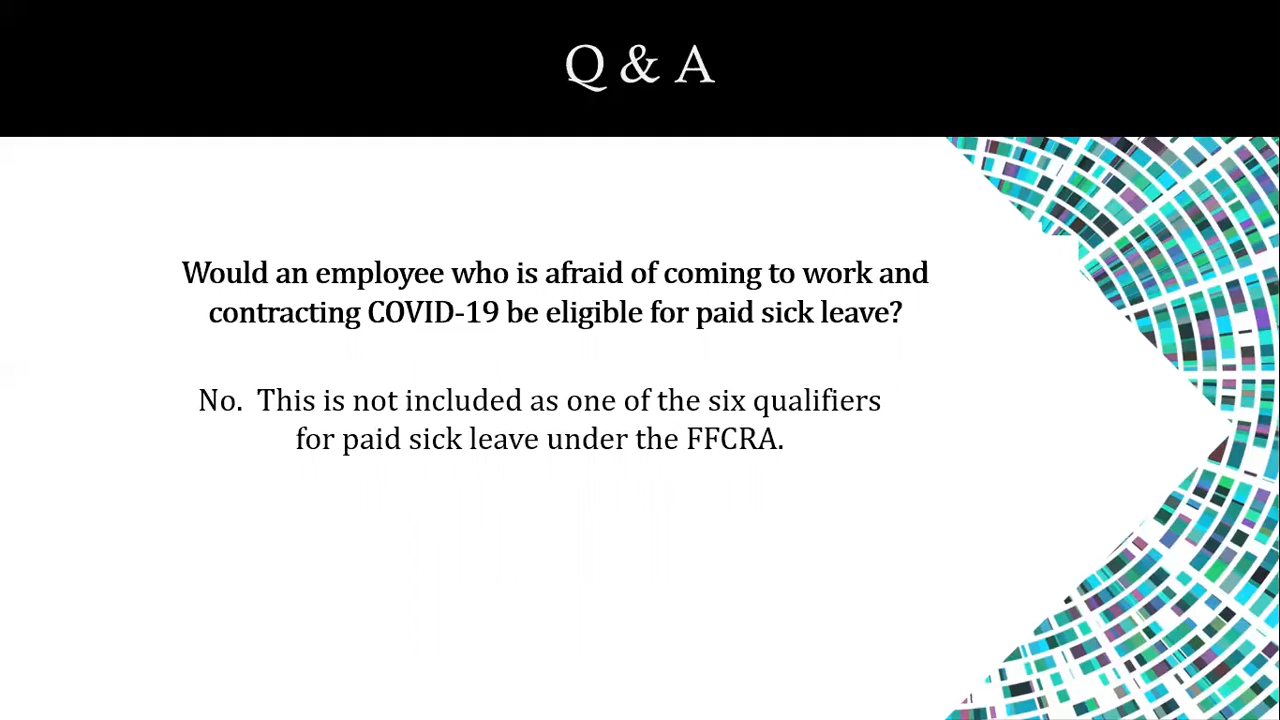 Q & A
Would an employee who is afraid of coming to work and
contracting COVID-19 be eligible for paid sick leave?
No.  This is not included as one of the six qualifiers
for paid sick leave under the FFCRA.